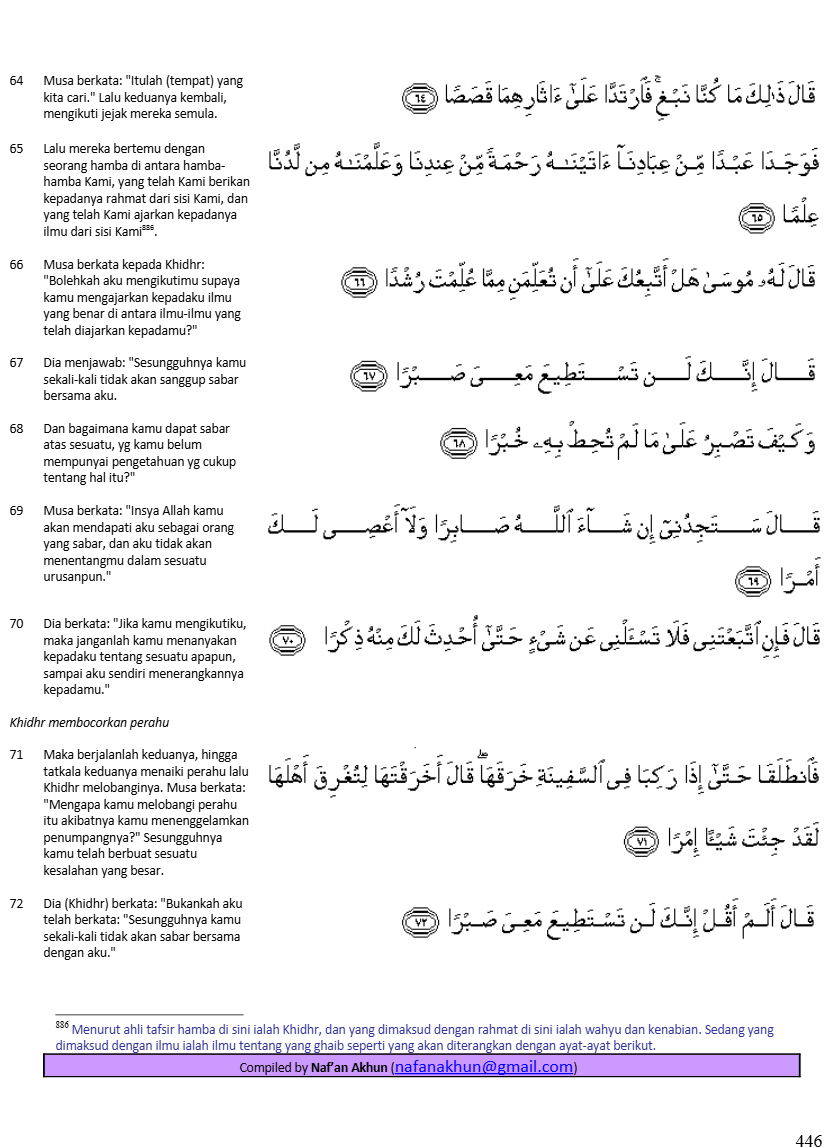 64 Musa berkata: "Itulah (tempat) yang
kita cari." Lalu keduanya kembali,
mengikuti jejak mereka semula.
قَالَ ذَٰلِكَ مَا كُنَّا نَبْغِ ۚ فَٱرْتَدَّا عَلَىٰٓ ءَاثَارِهِمَا قَصَصًا ٦٤
65 Lalu mereka bertemu dengan
seorang hamba di antara hamba-
hamba Kami, yang telah Kami berikan
kepadanya rahmat dari sisi Kami, dan
yang telah Kami ajarkan kepadanya
ilmu dari sisi Kami886.
فَوَجَدَا عَبْدًا مِّنْ عِبَادِنَآ ءَاتَيْنَـٰهُ رَحْمَةً مِّنْ عِندِنَا وَعَلَّمْنَـٰهُ مِن لَّدُنَّا
عِلْمًا ٦٥
66 Musa berkata kepada Khidhr:
"Bolehkah aku mengikutimu supaya
kamu mengajarkan kepadaku ilmu
yang benar di antara ilmu-ilmu yang
telah diajarkan kepadamu?"
قَالَ لَهُۥ مُوسَىٰ هَلْ أَتَّبِعُكَ عَلَىٰٓ أَن تُعَلِّمَنِ مِمَّا عُلِّمْتَ رُشْدًا ٦٦
67 Dia menjawab: "Sesungguhnya kamu
sekali-kali tidak akan sanggup sabar
bersama aku.
قَالَ إِنَّكَ لَن تَسْتَطِيعَ مَعِىَ صَبْرًا ٦٧
68 Dan bagaimana kamu dapat sabar
atas sesuatu, yg kamu belum
mempunyai pengetahuan yg cukup
tentang hal itu?"
وَكَيْفَ تَصْبِرُ عَلَىٰ مَا لَمْ تُحِطْ بِهِۦ خُبْرًا ٦٨
69 Musa berkata: "Insya Allah kamu
akan mendapati aku sebagai orang
yang sabar, dan aku tidak akan
menentangmu dalam sesuatu
urusanpun."
قَالَ سَتَجِدُنِىٓ إِن شَآءَ ٱللَّهُ صَابِرًا وَلَآ أَعْصِى لَكَ
أَمْرًا ٦٩
70 Dia berkata: "Jika kamu mengikutiku,
maka janganlah kamu menanyakan
kepadaku tentang sesuatu apapun,
sampai aku sendiri menerangkannya
kepadamu."
قَالَ فَإِنِ ٱتَّبَعْتَنِى فَلَا تَسْـَٔلْنِى عَن شَىْءٍ حَتَّىٰٓ أُحْدِثَ لَكَ مِنْهُ ذِكْرًا ٧٠
Khidhr membocorkan perahu
71 Maka berjalanlah keduanya, hingga
tatkala keduanya menaiki perahu lalu
Khidhr melobanginya. Musa berkata:
"Mengapa kamu melobangi perahu
itu akibatnya kamu menenggelamkan
penumpangnya?" Sesungguhnya
kamu telah berbuat sesuatu
kesalahan yang besar.
فَٱنطَلَقَا حَتَّىٰٓ إِذَا رَكِبَا فِى ٱلسَّفِينَةِ خَرَقَهَا ۖ قَالَ أَخَرَقْتَهَا لِتُغْرِقَ أَهْلَهَا
لَقَدْ جِئْتَ شَيْـًٔا إِمْرًا ٧١
72 Dia (Khidhr) berkata: "Bukankah aku
telah berkata: "Sesungguhnya kamu
sekali-kali tidak akan sabar bersama
dengan aku."
قَالَ أَلَمْ أَقُلْ إِنَّكَ لَن تَسْتَطِيعَ مَعِىَ صَبْرًا ٧٢
886 Menurut ahli tafsir hamba di sini ialah Khidhr, dan yang dimaksud dengan rahmat di sini ialah wahyu dan kenabian. Sedang yang
dimaksud dengan ilmu ialah ilmu tentang yang ghaib seperti yang akan diterangkan dengan ayat-ayat berikut.
Compiled by Naf'an Akhun (nafanakhun@gmail.com)
446